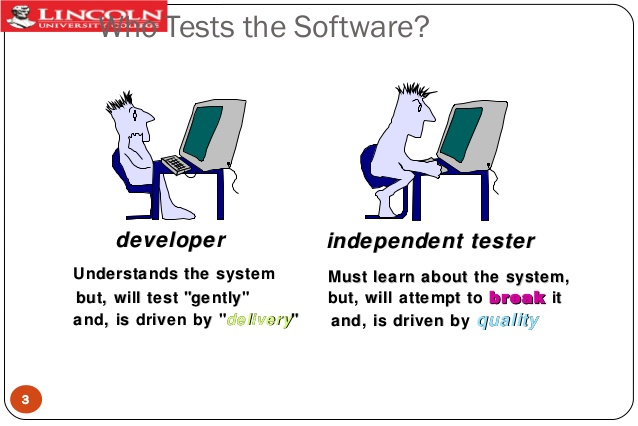 LINCOLN
UNIVERSITY COLLEGE
Who Tests the Software?
developer
Understands the system
but, will test "gently"
and, is driven by "delivery"
independent tester
Must learn about the system,
but, will attempt to break it
and, is driven by quality
3